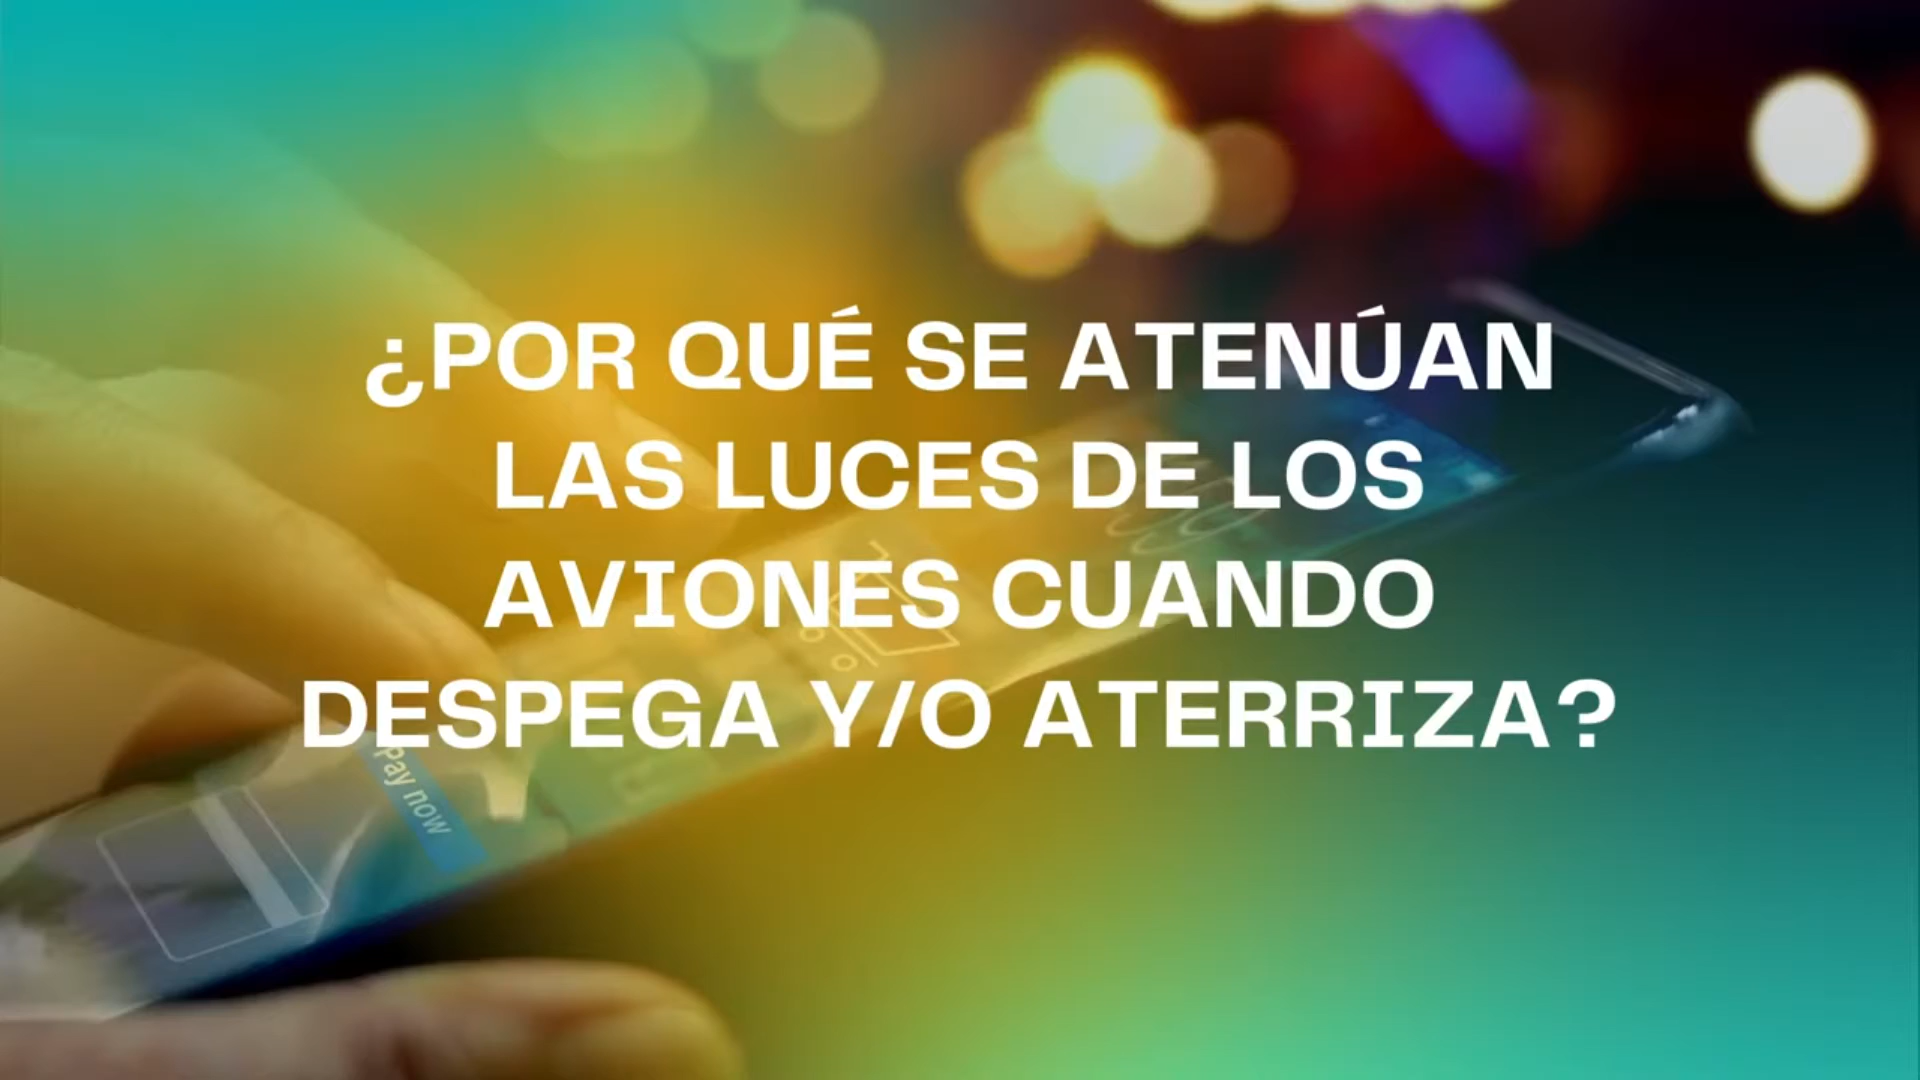 ¿POR QUÉ SE ATENÚAN
LAS LUCES DE LOS
AVIONES CUANDO
DESPEGA Y/O ATERRIZA?
Pay now